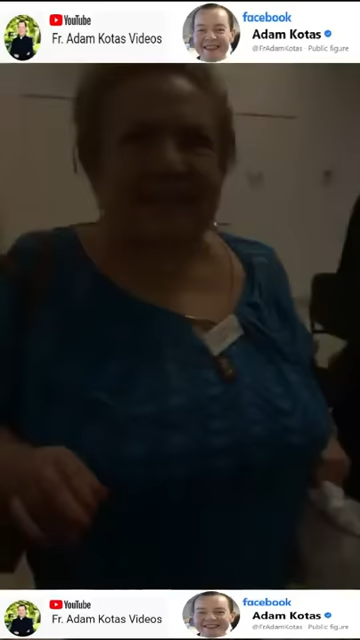 YouTube
Fr. Adam Kotas Videos
facebook
Adam Kotas
@FrAdamKotas · Public figure
YouTube
Fr. Adam Kotas Videos
facebook
Adam Kotas
@FrAdamKotas · Public figure